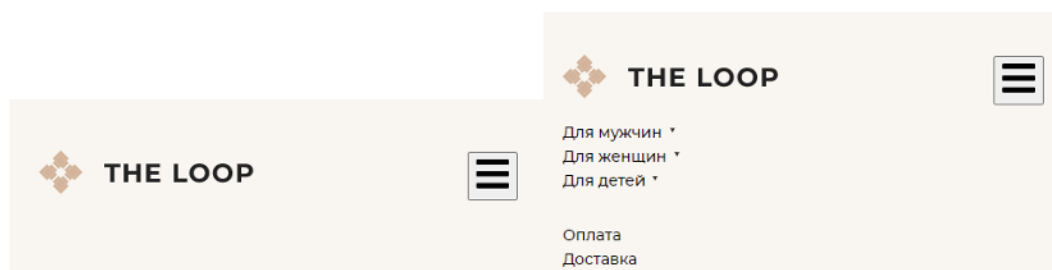 THE LOOP
THE LOOP
Для мужчин
Для женщин
Для детей
Оплата
Доставка